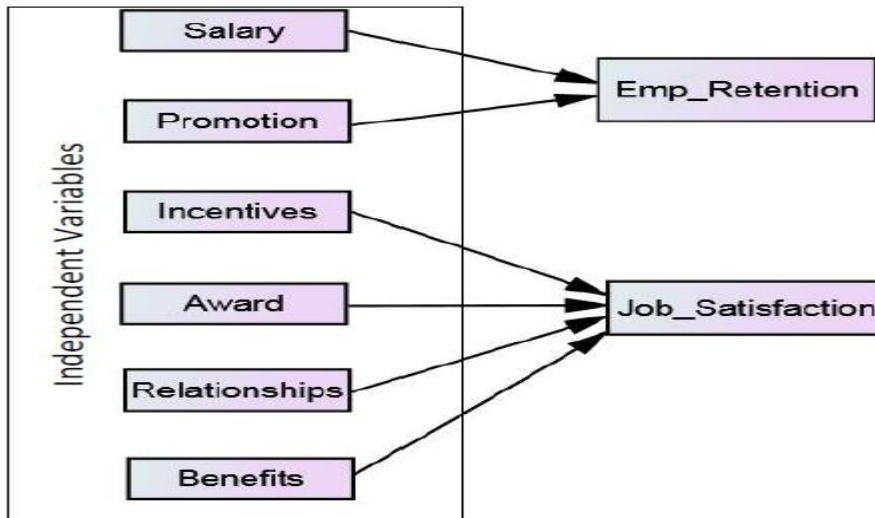 Salary
Emp_Retention
Promotion
Incentives
Independent Variables
Award
Job_Satisfaction
Relationships
Benefits